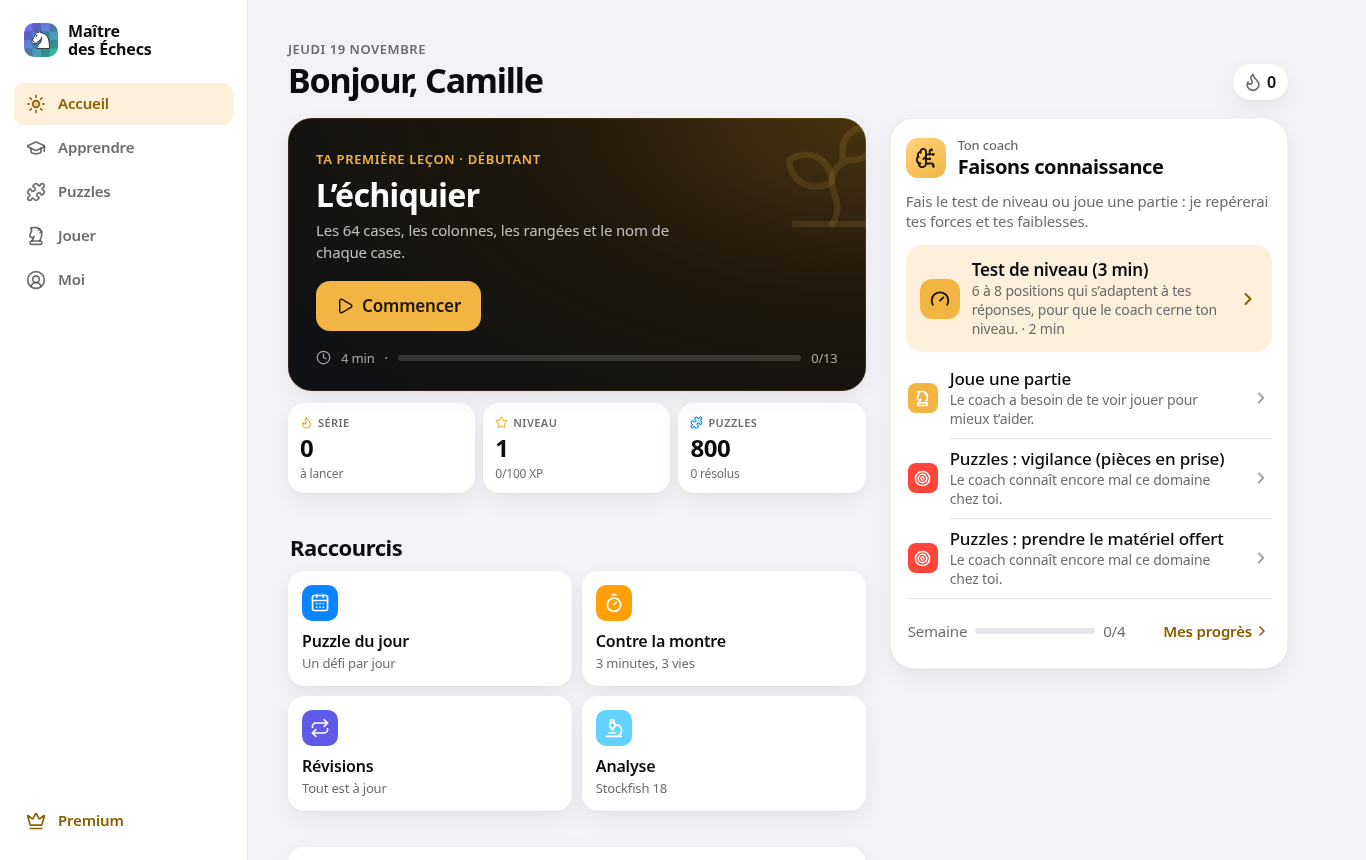 Maître
des Échecs
Accueil
Apprendre
Puzzles
Jouer
Moi
Premium
JEUDI 19 NOVEMBRE
Bonjour, Camille
0
TA PREMIÈRE LEÇON · DÉBUTANT
L’échiquier
Les 64 cases, les colonnes, les rangées et le nom de
chaque case.
Commencer
4 min ·
0/13
SÉRIE
0
à lancer
NIVEAU
1
0/100 XP
PUZZLES
800
0 résolus
Raccourcis
Puzzle du jour
Un défi par jour
Contre la montre
3 minutes, 3 vies
Révisions
Tout est à jour
Analyse
Stockfish 18
Ton coach
Faisons connaissance
Fais le test de niveau ou joue une partie : je repérerai
tes forces et tes faiblesses.
Test de niveau (3 min)
6 à 8 positions qui s’adaptent à tes
réponses, pour que le coach cerne ton
niveau. · 2 min
Joue une partie
Le coach a besoin de te voir jouer pour
mieux t’aider.
Puzzles : vigilance (pièces en prise)
Le coach connaît encore mal ce domaine
chez toi.
Puzzles : prendre le matériel offert
Le coach connaît encore mal ce domaine
chez toi.
Semaine
0/4
Mes progrès